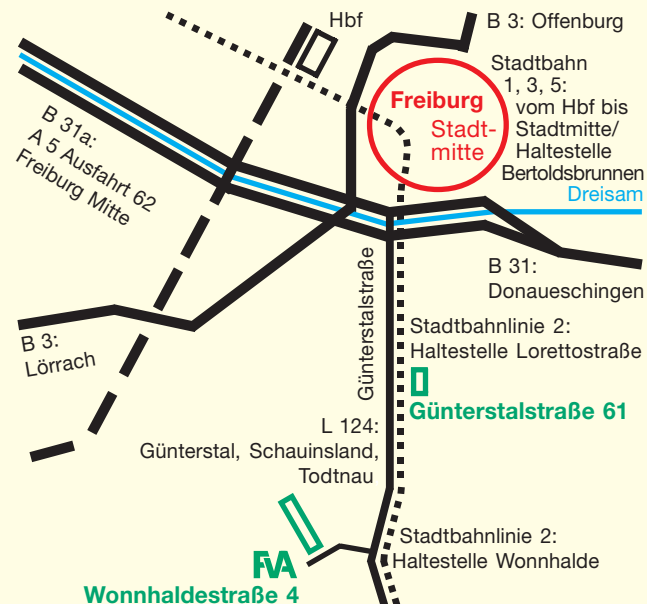 Hbf
B 3: Offenburg
Stadtbahn
1, 3, 5:
vom Hbf bis
Stadtmitte/
Haltestelle
Bertoldsbrunnen
Freiburg
Stadt-
mitte
Dreisam
B 31a:
A 5 Ausfahrt 62
Freiburg Mitte
B 31:
Donaueschingen
Günterstalstraße
B 3:
Lörrach
Stadtbahnlinie 2:
Haltestelle Lorettostraße
Günterstalstraße 61
L 124:
Günterstal, Schauinsland,
Todtnau
Stadtbahnlinie 2:
Haltestelle Wonnhalde
FVA
Wonnhaldestraße 4